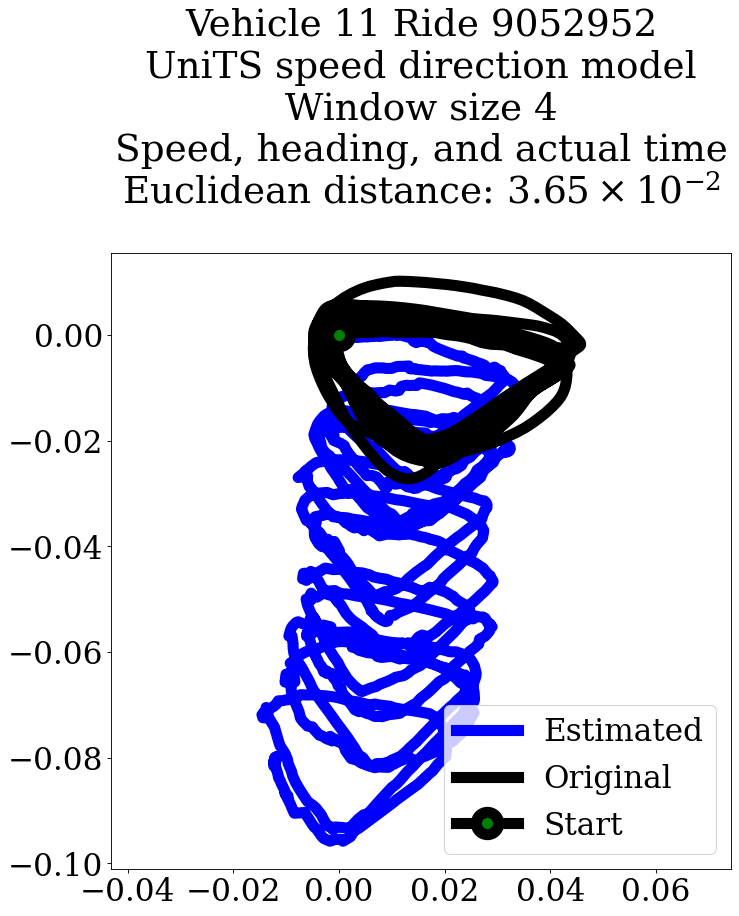 Vehicle 11 Ride 9052952
UniTS speed direction model
Window size 4
Speed, heading, and actual time
Euclidean distance: 3.65 × 10⁻²
0.00
−0.02
−0.04
−0.06
−0.08
−0.10
−0.04 −0.02 0.00 0.02 0.04 0.06
Estimated
Original
Start